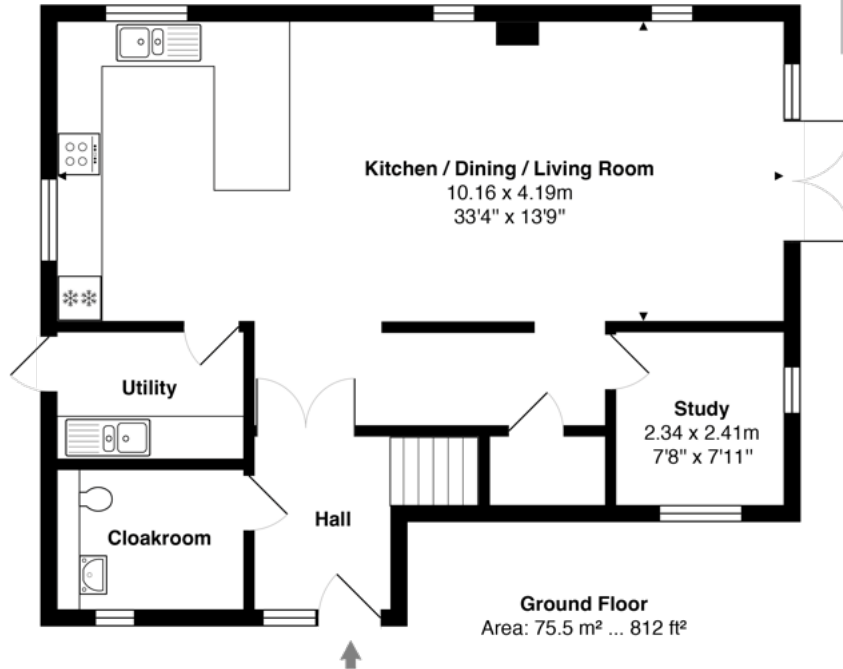 Kitchen / Dining / Living Room
10.16 x 4.19m
33'4" x 13'9"
Utility
Study
2.34 x 2.41m
7'8" x 7'11"
Cloakroom
Hall
Ground Floor
Area: 75.5 m² ... 812 ft²